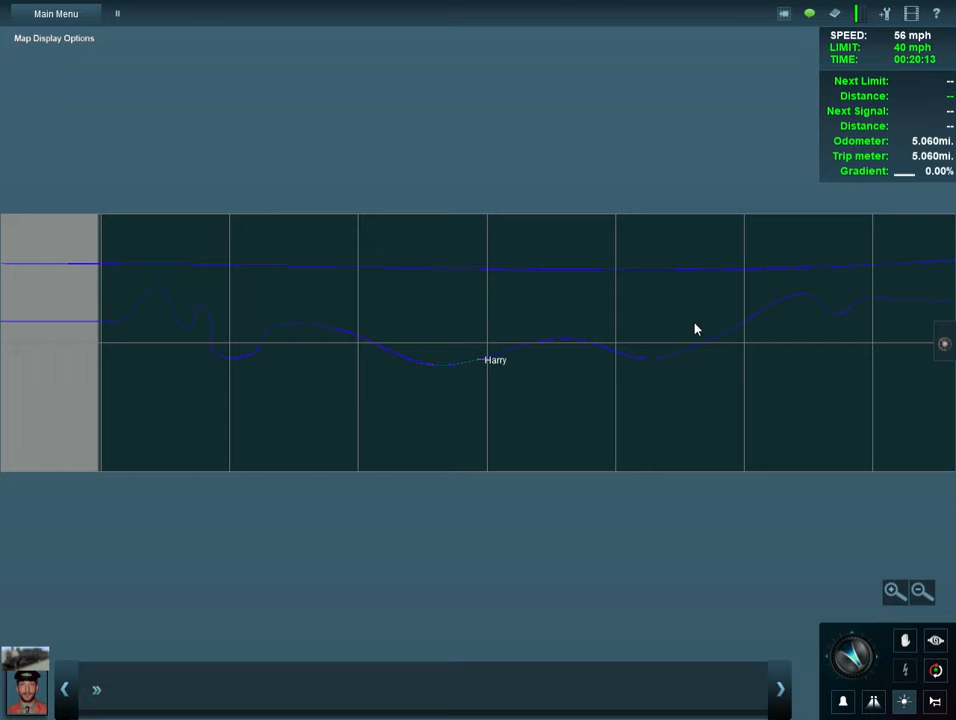 Main Menu
Map Display Options
SPEED: 56 mph
LIMIT: 40 mph
TIME: 00:20:13
Next Limit: --
Distance: --
Next Signal: --
Distance: --
Odometer: 5.060mi.
Trip meter: 5.060mi.
Gradient: 0.00%
Harry